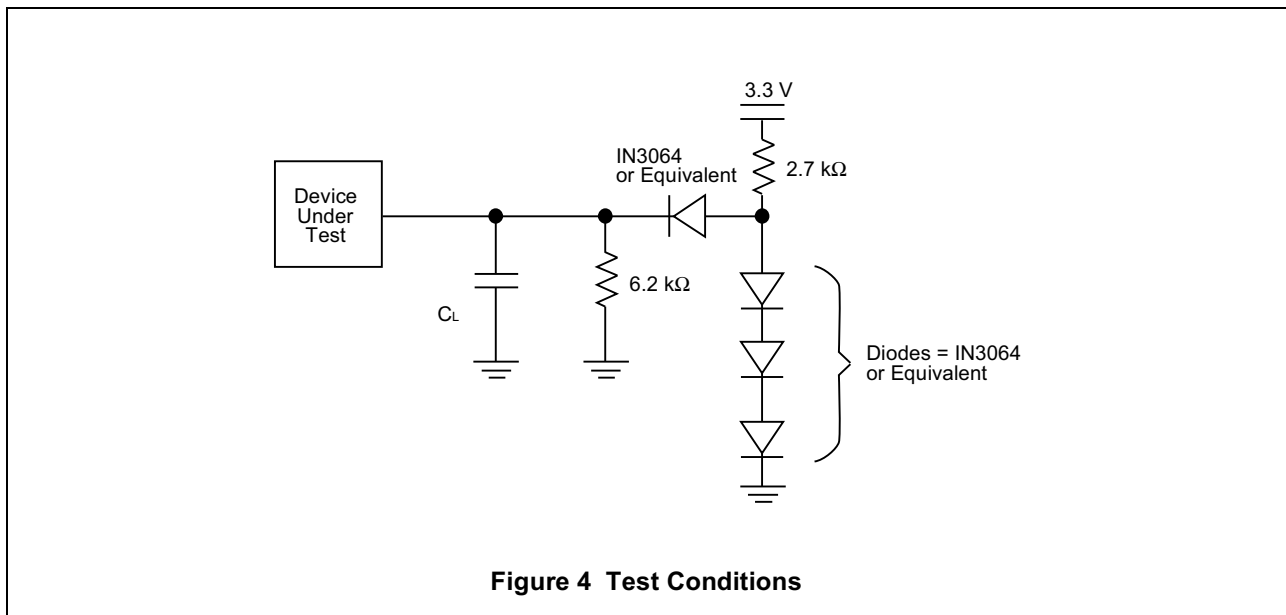 3.3 V
IN3064
or Equivalent
2.7 kΩ
Device
Under
Test
6.2 kΩ
CL
Diodes = IN3064
or Equivalent
Figure 4 Test Conditions